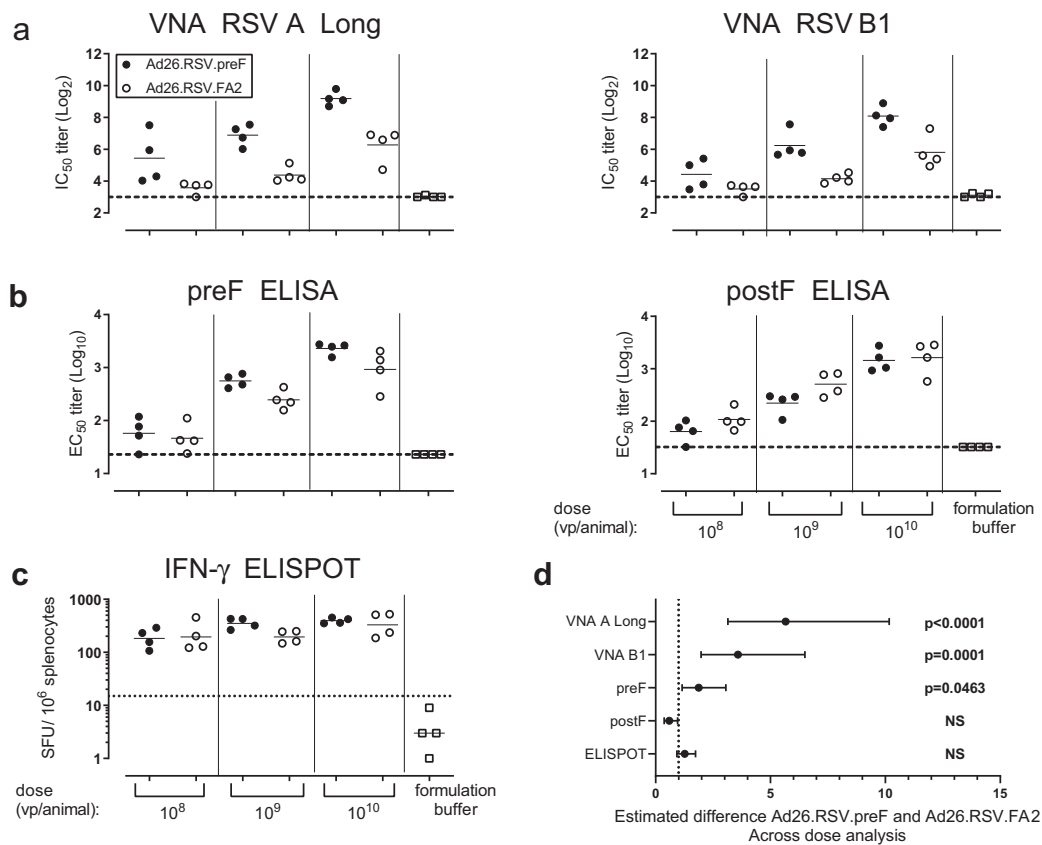 a
VNA RSV A Long
VNA RSV B1
IC50 titer (Log2)
12
10
8
6
4
2
Ad26.RSV.preF
Ad26.RSV.FA2
IC50 titer (Log2)
12
10
8
6
4
2
b
preF ELISA
postF ELISA
EC50 titer (Log10)
4
3
2
1
EC50 titer (Log10)
4
3
2
1
dose
(vp/animal):
10^8
10^9
10^10
formulation
buffer
c
IFN-γ ELISPOT
SFU/ 10^6 splenocytes
1000
100
10
1
dose
(vp/animal):
10^8
10^9
10^10
formulation
buffer
d
VNA A Long
p<0.0001
VNA B1
p=0.0001
preF
p=0.0463
postF
NS
ELISPOT
NS
0 5 10 15
Estimated difference Ad26.RSV.preF and Ad26.RSV.FA2
Across dose analysis